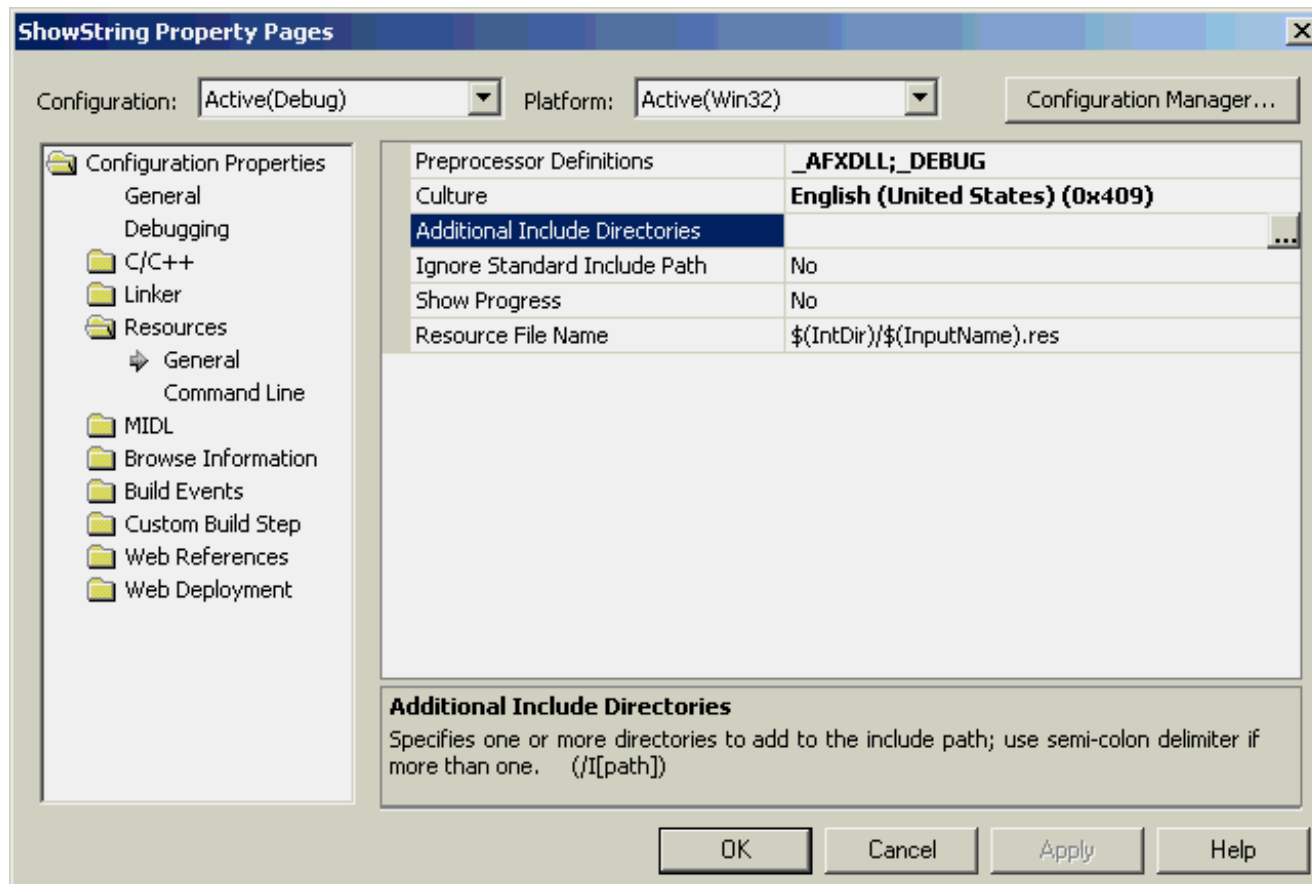 ShowString Property Pages
Configuration: Active(Debug) Platform: Active(Win32) Configuration Manager...
Configuration Properties
General
Debugging
C/C++
Linker
Resources
General
Command Line
MIDL
Browse Information
Build Events
Custom Build Step
Web References
Web Deployment
Preprocessor Definitions _AFXDLL;_DEBUG
Culture English (United States) (0x409)
Additional Include Directories ...
Ignore Standard Include Path No
Show Progress No
Resource File Name $(IntDir)/$(InputName).res
Additional Include Directories
Specifies one or more directories to add to the include path; use semi-colon delimiter if
more than one. (/I[path])
OK Cancel Apply Help